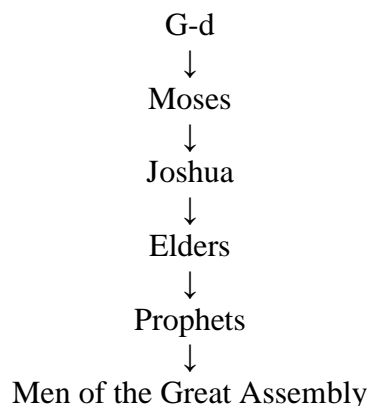 G-d
↓
Moses
↓
Joshua
↓
Elders
↓
Prophets
↓
Men of the Great Assembly